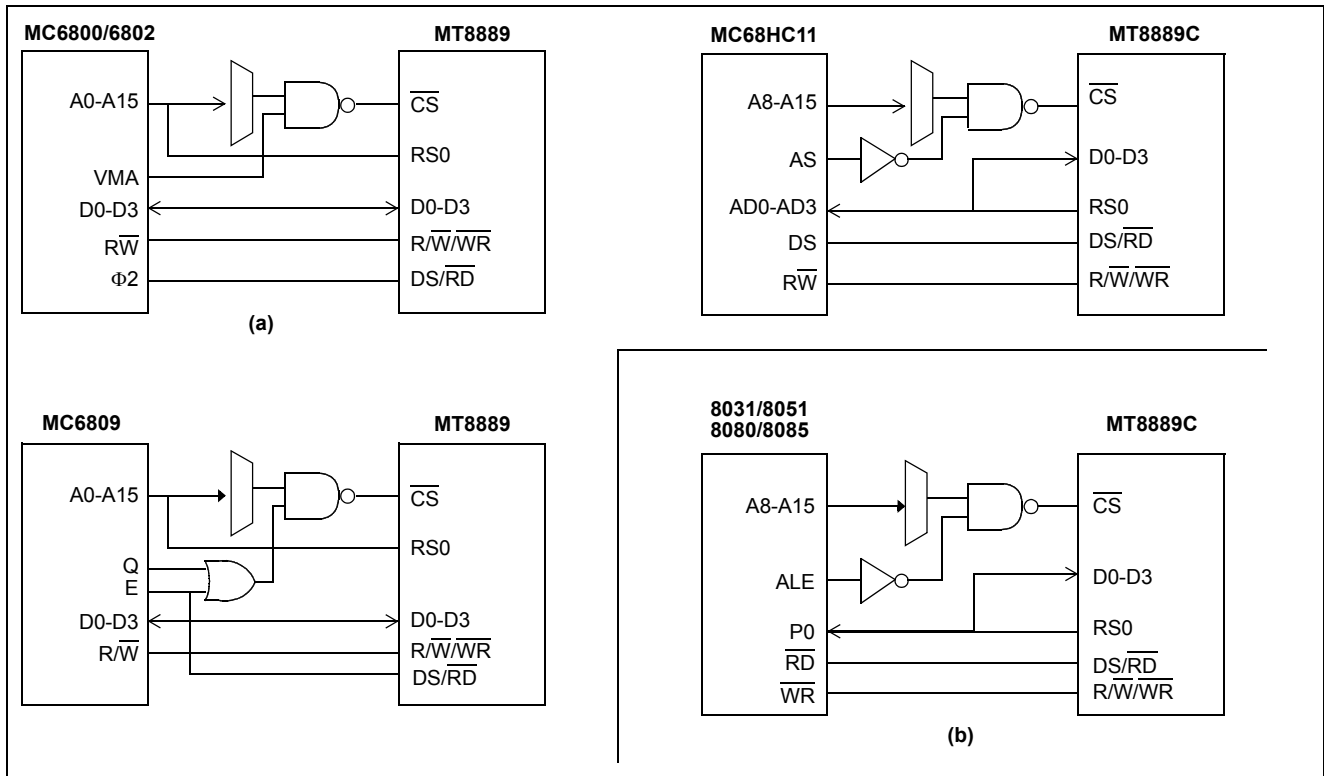 MC6800/6802
MT8889
A0-A15
CS
RS0
VMA
D0-D3
D0-D3
RW
R/W/WR
Φ2
DS/RD
(a)
MC68HC11
MT8889C
A8-A15
CS
AS
D0-D3
AD0-AD3
RS0
DS
DS/RD
RW
R/W/WR
MC6809
MT8889
A0-A15
CS
RS0
Q
E
D0-D3
D0-D3
R/W
R/W/WR
DS/RD
8031/8051
8080/8085
MT8889C
A8-A15
CS
ALE
D0-D3
P0
RS0
RD
DS/RD
WR
R/W/WR
(b)